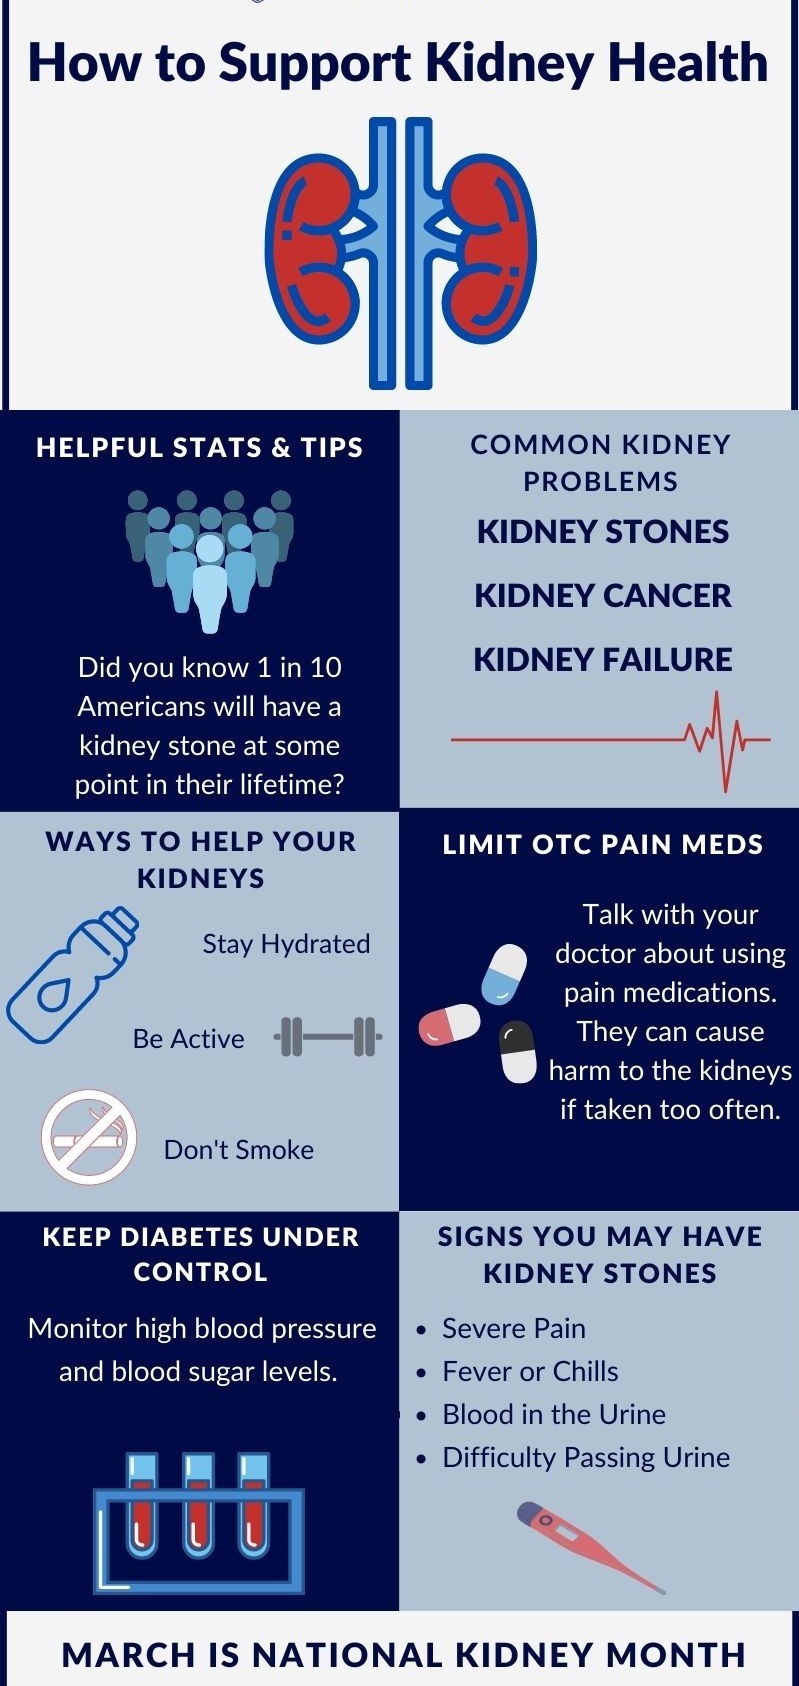 How to Support Kidney Health
HELPFUL STATS & TIPS
Did you know 1 in 10
Americans will have a
kidney stone at some
point in their lifetime?
COMMON KIDNEY
PROBLEMS
KIDNEY STONES
KIDNEY CANCER
KIDNEY FAILURE
WAYS TO HELP YOUR
KIDNEYS
Stay Hydrated
Be Active
Don't Smoke
LIMIT OTC PAIN MEDS
Talk with your
doctor about using
pain medications.
They can cause
harm to the kidneys
if taken too often.
KEEP DIABETES UNDER
CONTROL
Monitor high blood pressure
and blood sugar levels.
SIGNS YOU MAY HAVE
KIDNEY STONES
• Severe Pain
• Fever or Chills
• Blood in the Urine
• Difficulty Passing Urine
MARCH IS NATIONAL KIDNEY MONTH